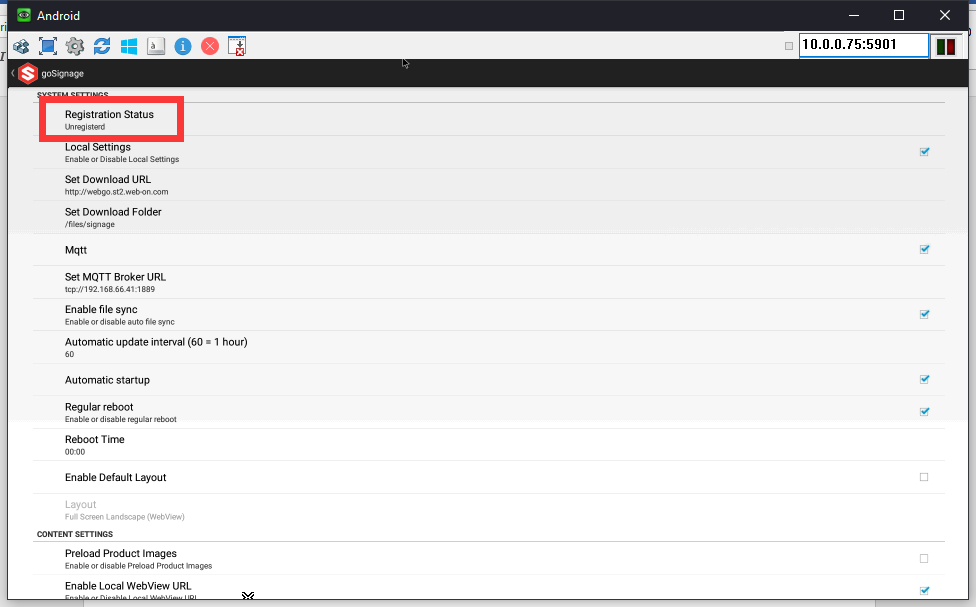 Android
10.0.0.75:5901
goSignage
SYSTEM SETTINGS
Registration Status
Unregisterd
Local Settings
Enable or Disable Local Settings
Set Download URL
http://webgo.st2.web-on.com
Set Download Folder
/files/signage
Mqtt
Set MQTT Broker URL
tcp://192.168.66.41:1889
Enable file sync
Enable or disable auto file sync
Automatic update interval (60 = 1 hour)
60
Automatic startup
Regular reboot
Enable or disable regular reboot
Reboot Time
00:00
Enable Default Layout
Layout
Full Screen Landscape (WebView)
CONTENT SETTINGS
Preload Product Images
Enable or disable Preload Product Images
Enable Local WebView URL
Enable or Disable Local WebView URL